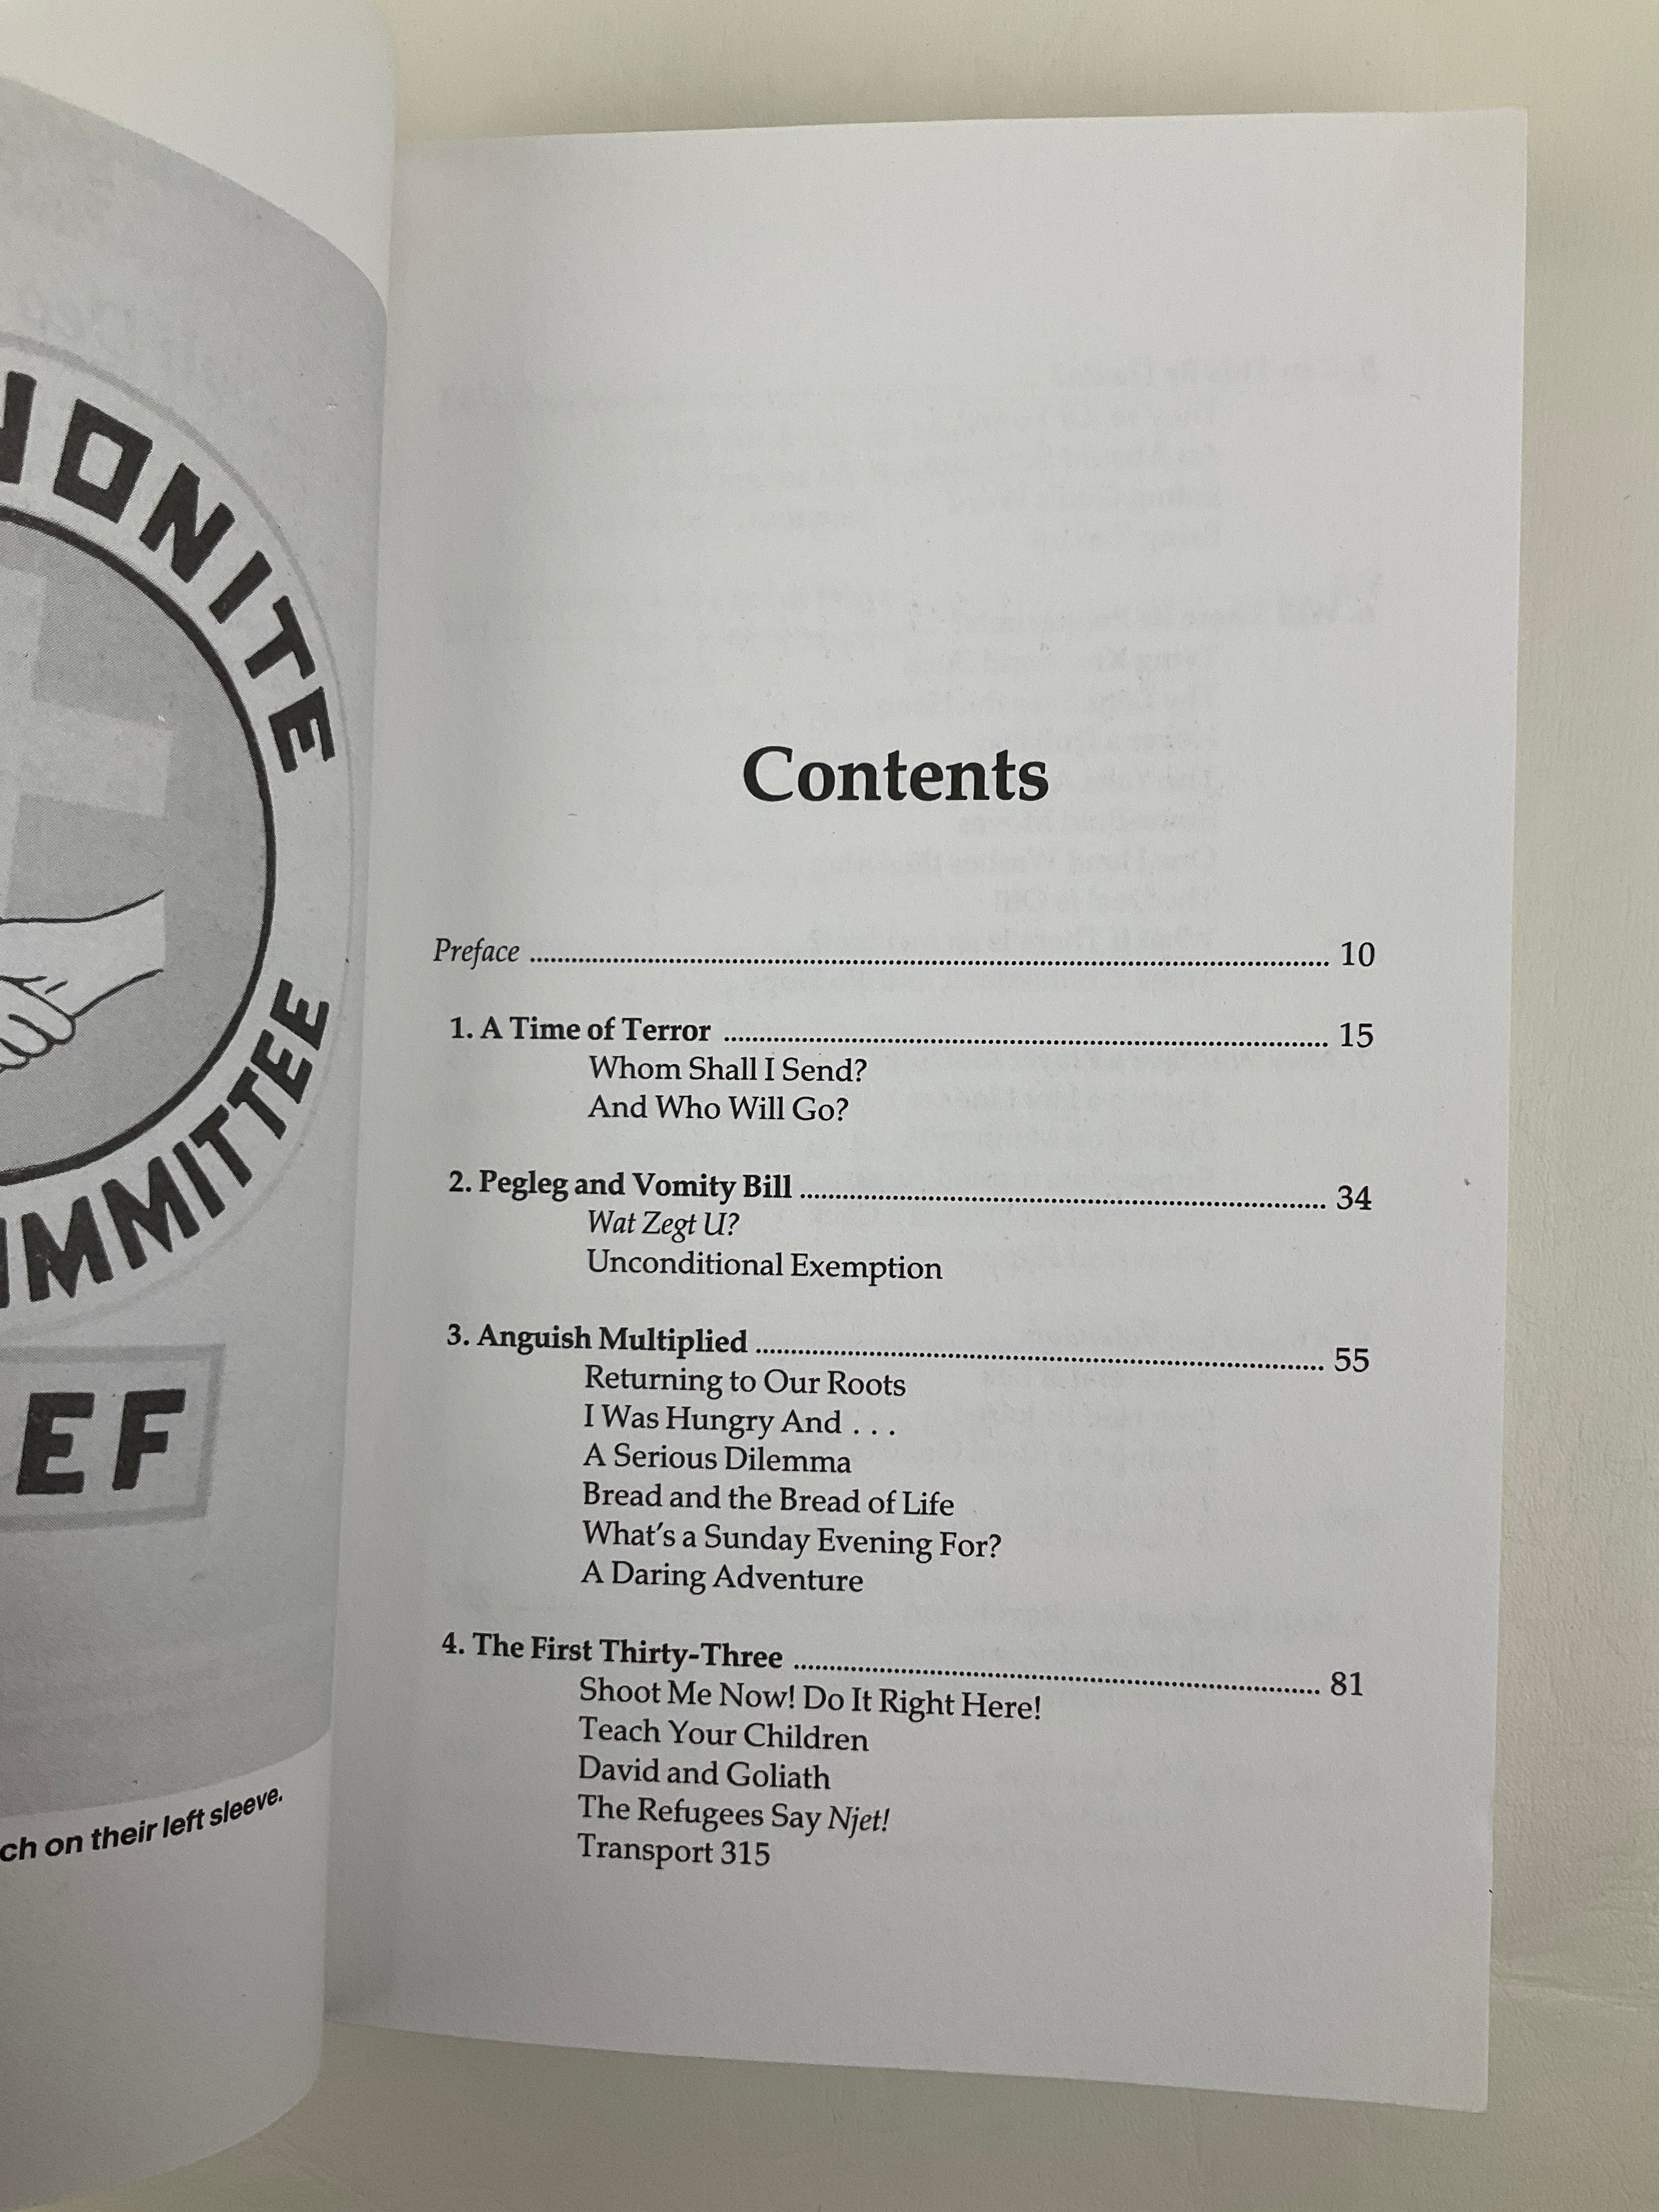 NONITE
MMITTEE
EF
ch on their left sleeve.
Contents
Preface ........ 10
1. A Time of Terror ........ 15
Whom Shall I Send?
And Who Will Go?
2. Pegleg and Vomity Bill ........ 34
Wat Zegt U?
Unconditional Exemption
3. Anguish Multiplied ........ 55
Returning to Our Roots
I Was Hungry And . . .
A Serious Dilemma
Bread and the Bread of Life
What's a Sunday Evening For?
A Daring Adventure
4. The First Thirty-Three ........ 81
Shoot Me Now! Do It Right Here!
Teach Your Children
David and Goliath
The Refugees Say Njet!
Transport 315